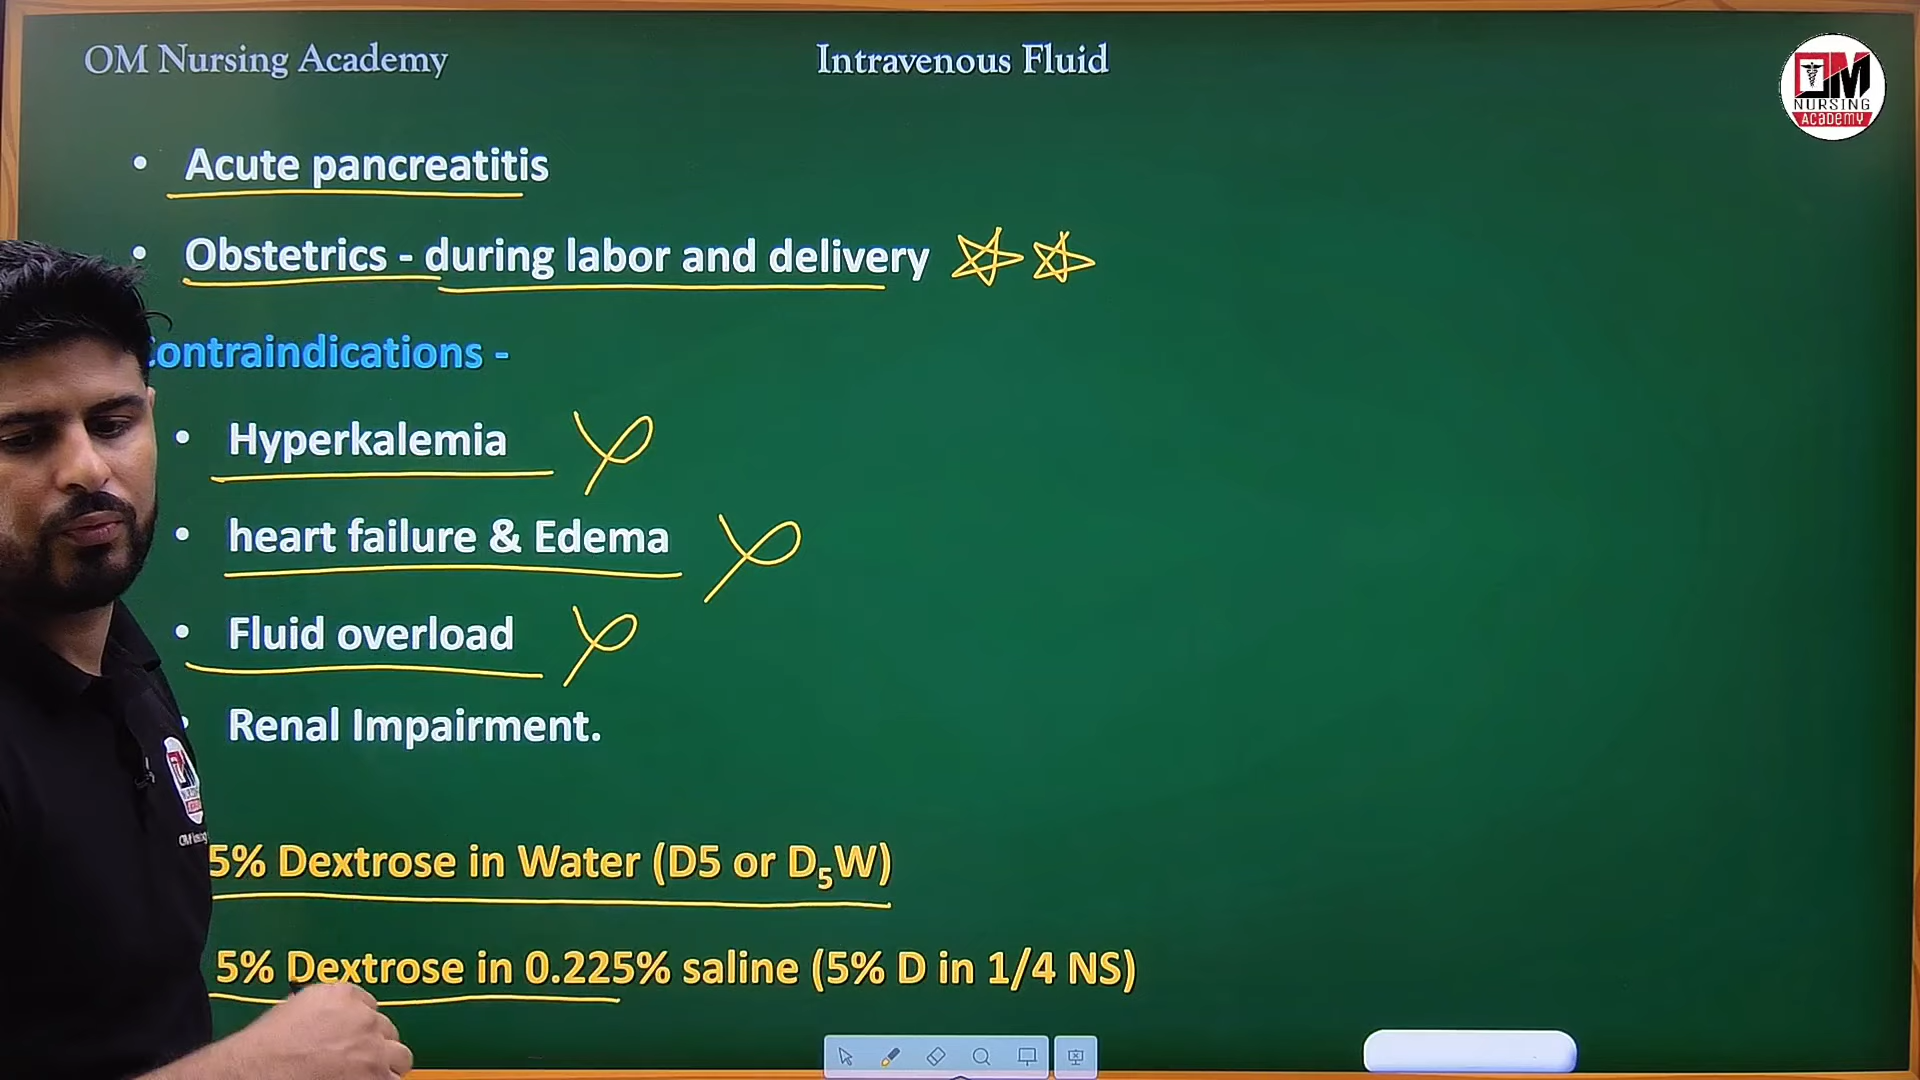 OM Nursing Academy
Intravenous Fluid
OM
NURSING
ACADEMY
• Acute pancreatitis
• Obstetrics - during labor and delivery
ontraindications -
• Hyperkalemia
• heart failure & Edema
• Fluid overload
• Renal Impairment.
5% Dextrose in Water (D5 or D₅W)
5% Dextrose in 0.225% saline (5% D in 1/4 NS)